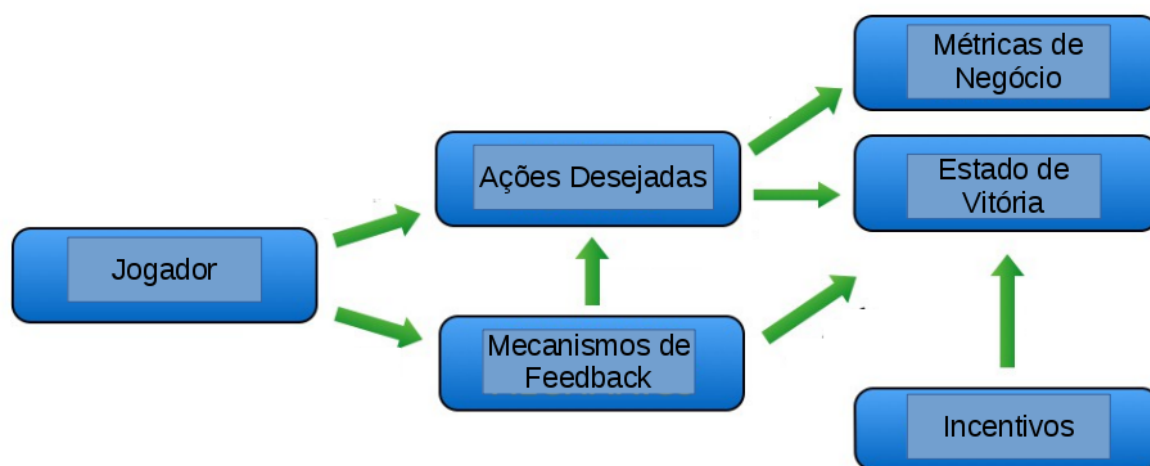 Métricas de
Negócio
Ações Desejadas
Estado de
Vitória
Jogador
Mecanismos de
Feedback
Incentivos